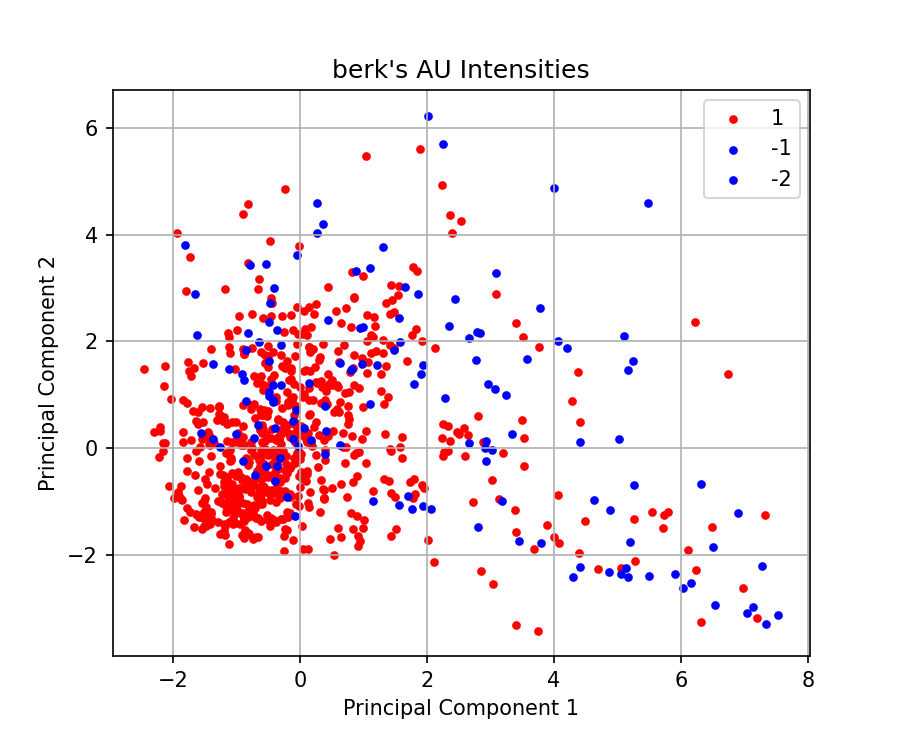 berk's AU Intensities
1
-1
-2
6
4
2
0
−2
Principal Component 2
−2 0 2 4 6 8
Principal Component 1